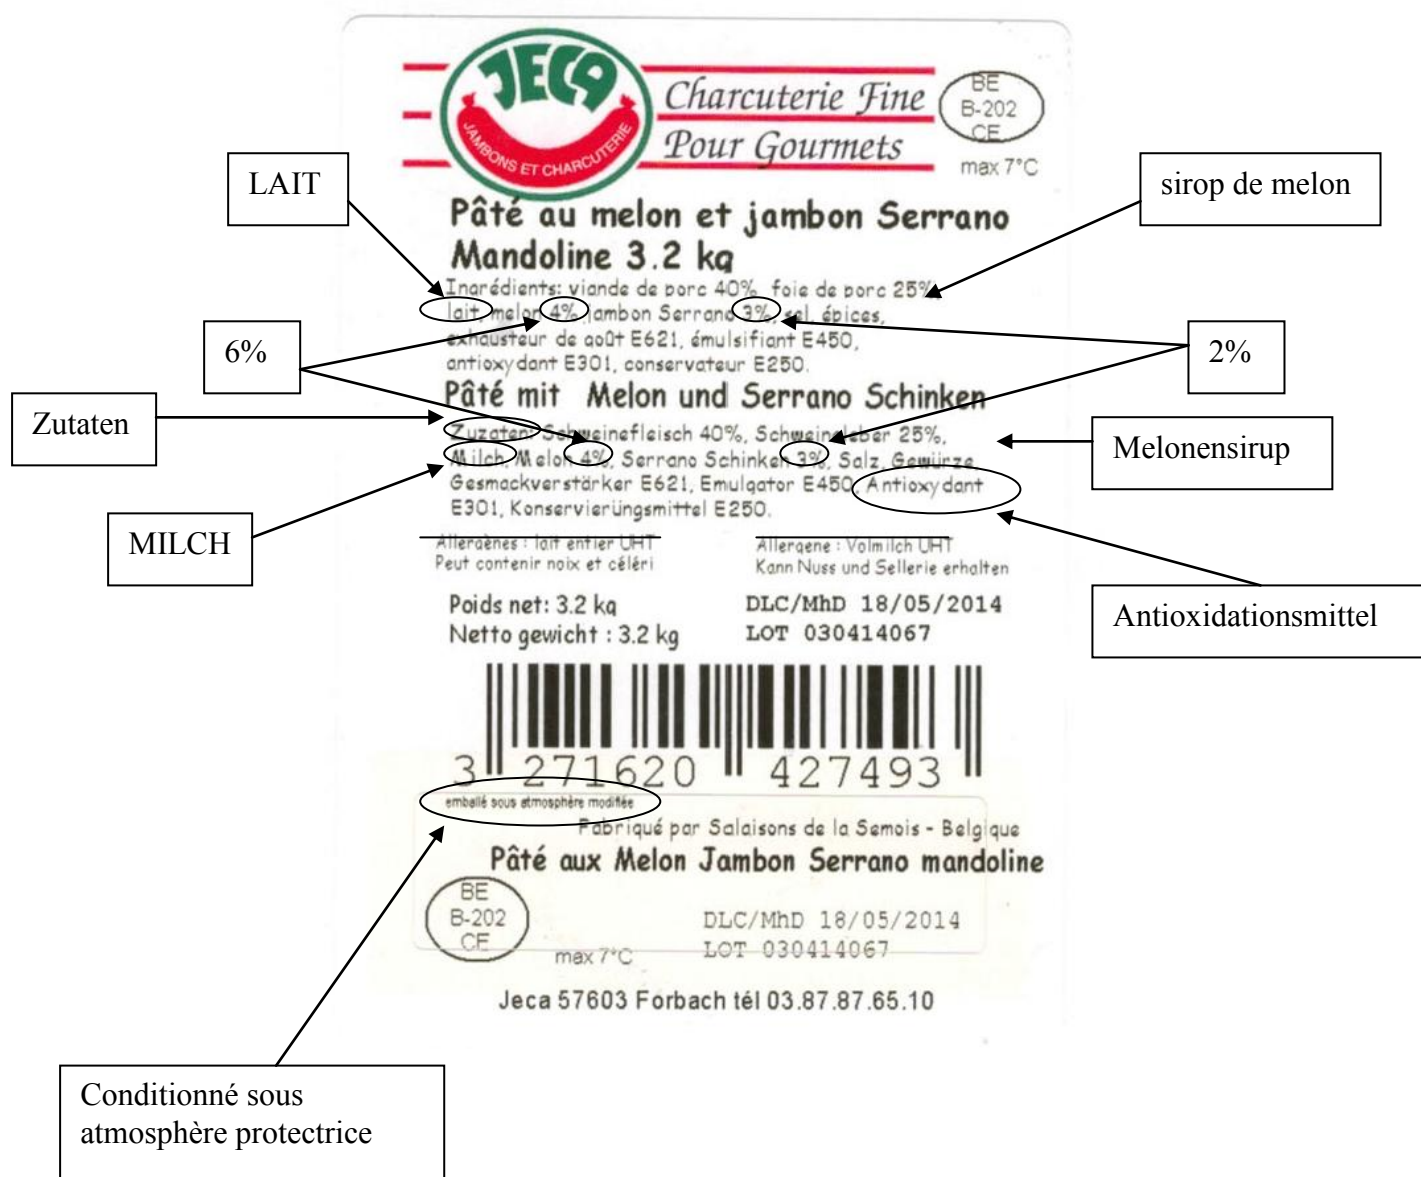 JECA
JAMBONS ET CHARCUTERIE
Charcuterie Fine
Pour Gourmets
BE
B-202
CE
max 7°C
LAIT
sirop de melon
Pâté au melon et jambon Serrano
Mandoline 3.2 kg
Ingrédients: viande de porc 40%, foie de porc 25%,
lait, melon 4%, jambon Serrano 3%, sel, épices,
exhausteur de août E621, émulsifiant E450,
antioxydant E301, conservateur E250.
6%
2%
Pâté mit Melon und Serrano Schinken
Zutaten
Zuzaten: Schweinefleisch 40%, Schweineleber 25%,
Milch, Melon 4%, Serrano Schinken 3%, Salz, Gewürze
Gesmackverstärker E621, Emulgator E450, Antioxydant
E301, Konservierüngsmittel E250.
Melonensirup
MILCH
Allergènes : lait entier UHT
Peut contenir noix et céléri
Allergene : Volmilch UHT
Kann Nuss und Sellerie erhalten
Antioxidationsmittel
Poids net: 3.2 kg
Netto gewicht : 3.2 kg
DLC/MhD 18/05/2014
LOT 030414067
3 271620 427493
emballé sous atmosphère modifiée
Fabriqué par Salaisons de la Semois - Belgique
Pâté aux Melon Jambon Serrano mandoline
BE
B-202
CE
max 7°C
DLC/MhD 18/05/2014
LOT 030414067
Jeca 57603 Forbach tél 03.87.87.65.10
Conditionné sous
atmosphère protectrice